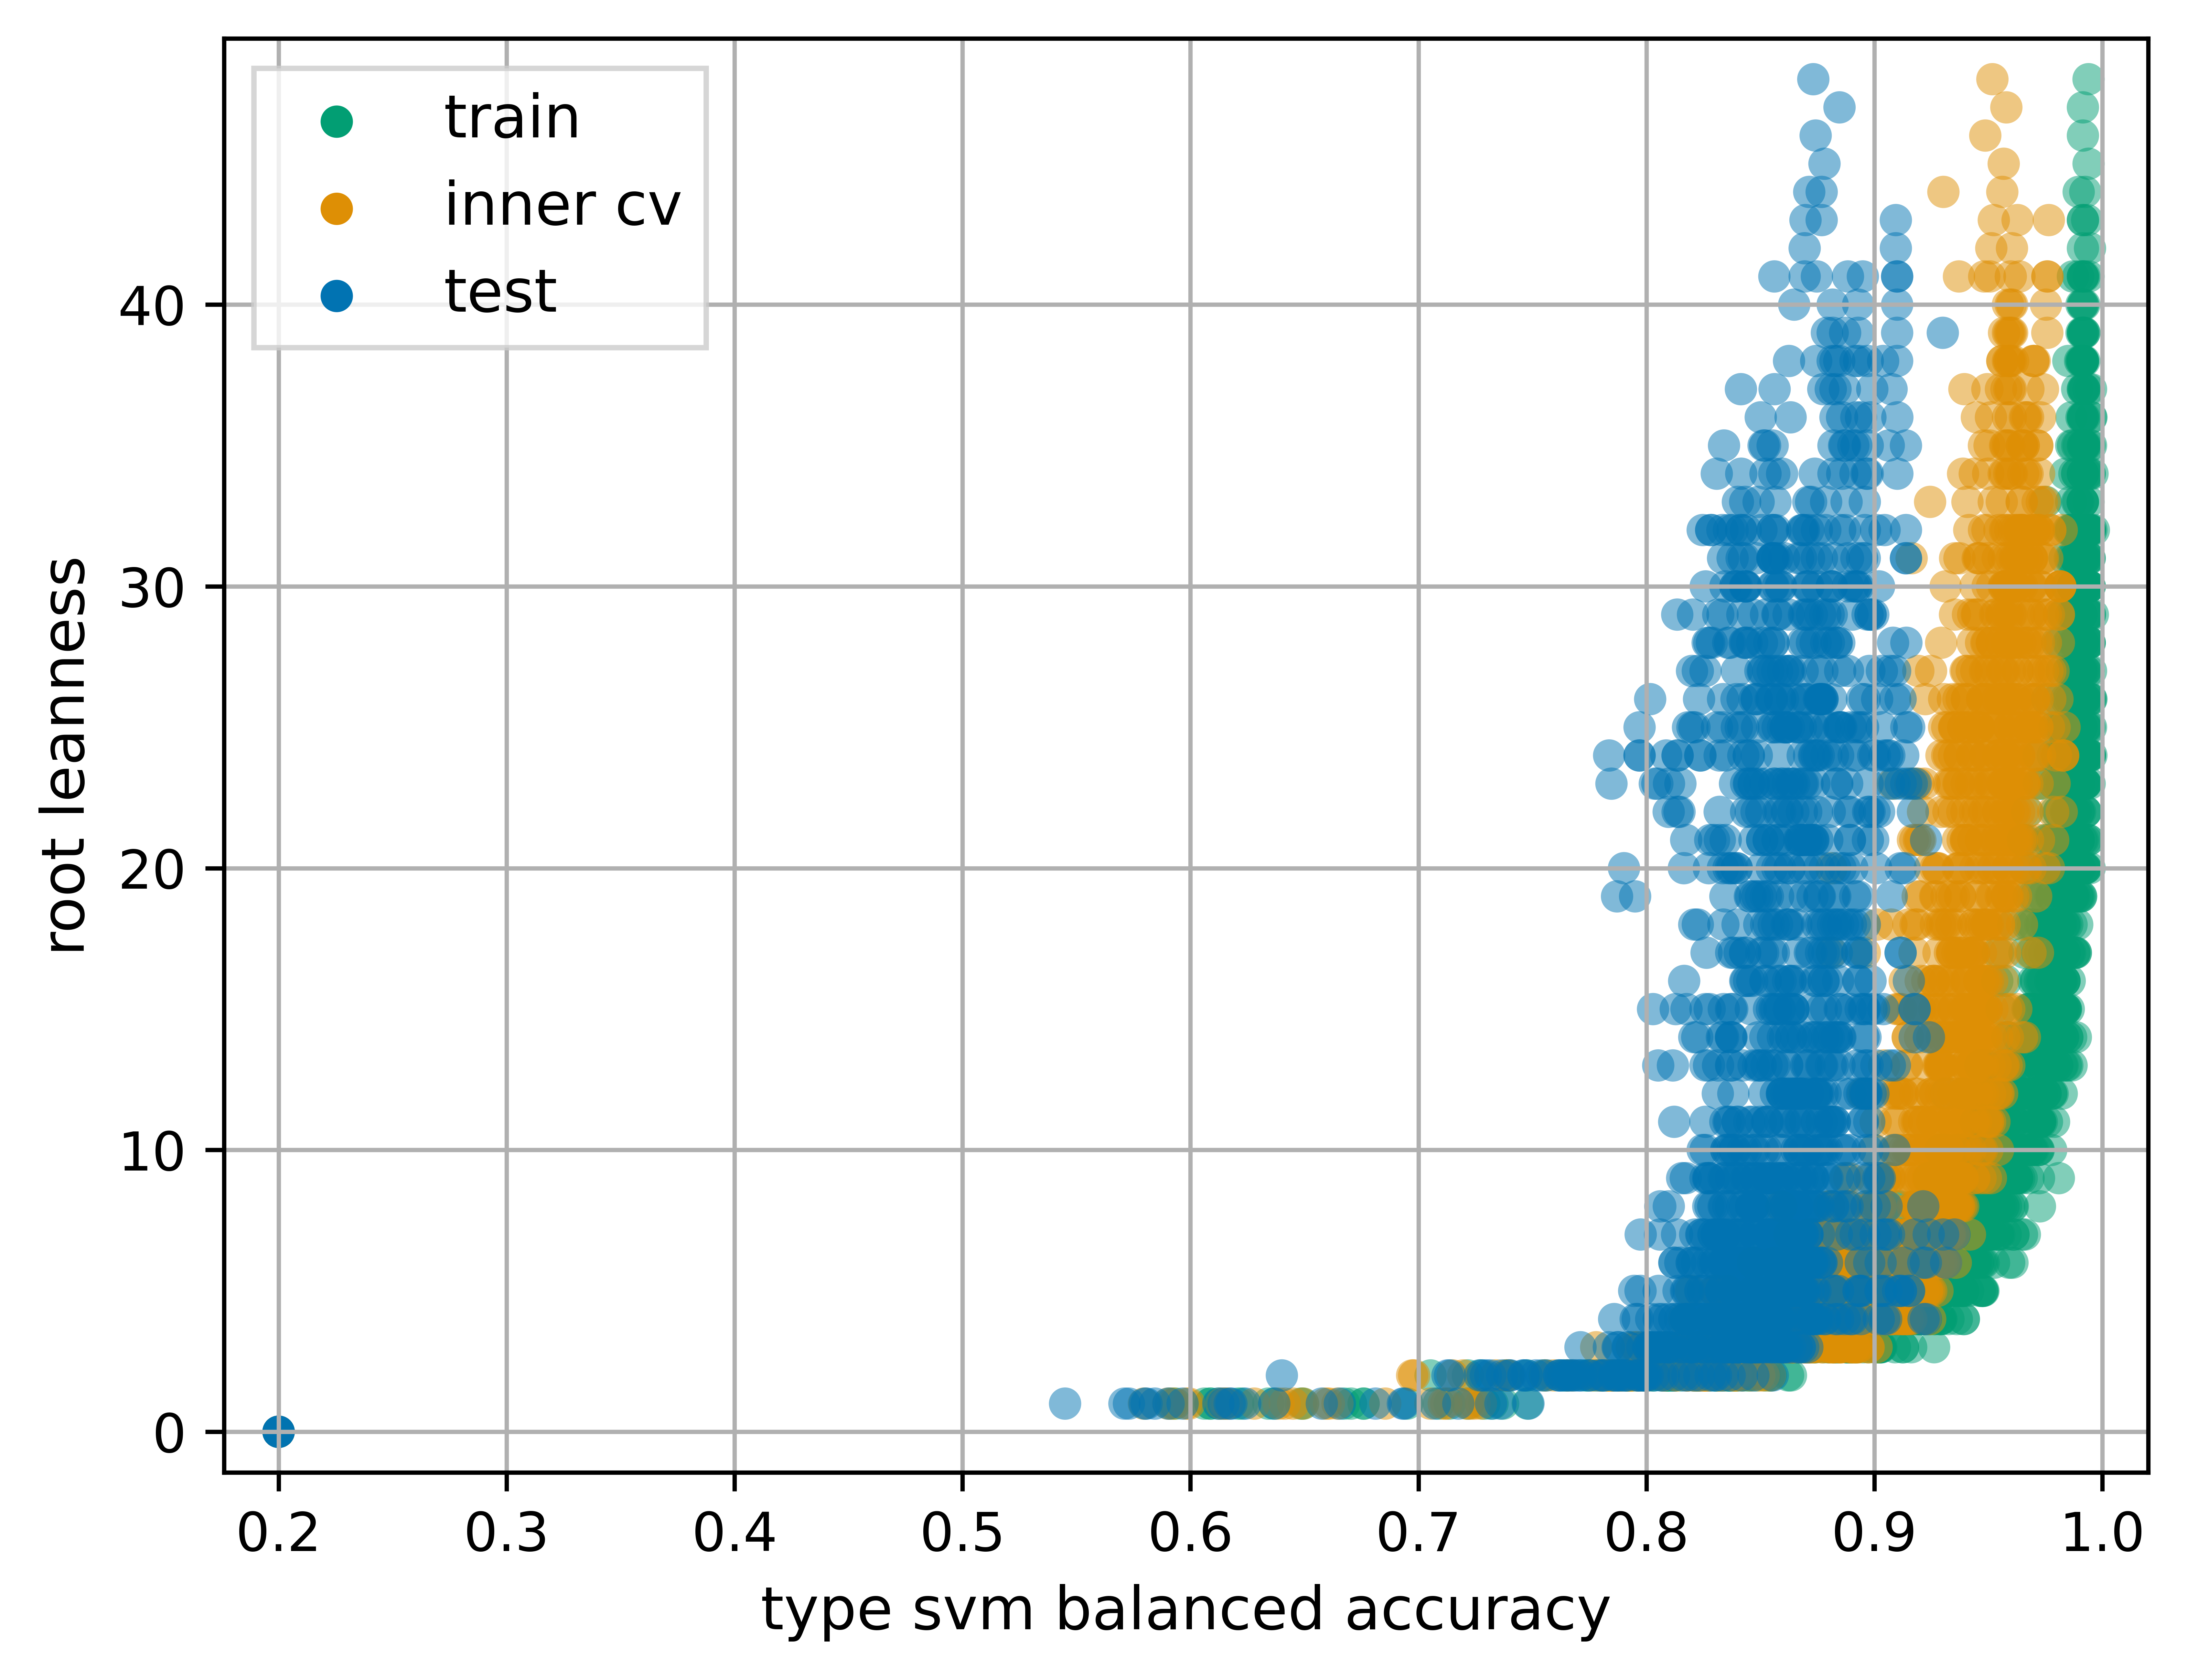 train
inner cv
test
40
30
20
10
0
root leanness
0.2 0.3 0.4 0.5 0.6 0.7 0.8 0.9 1.0
type svm balanced accuracy